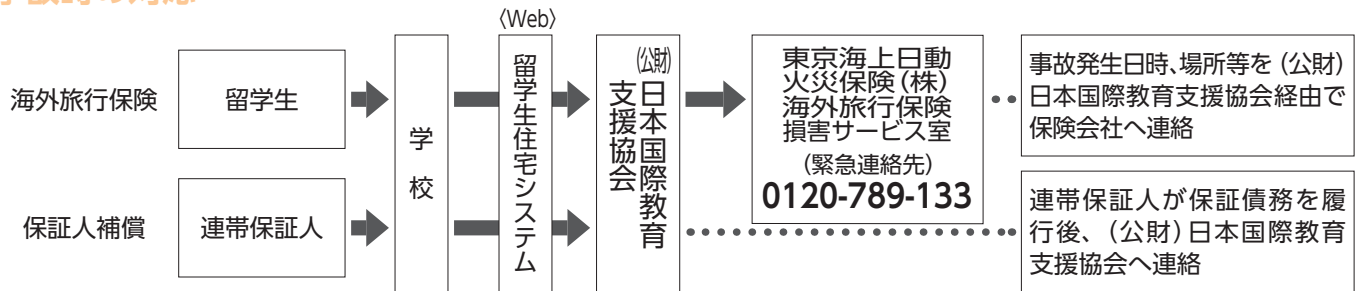 〈Web〉
海外旅行保険
留学生
学校
留学生住宅システム
(公財)
日本国際教育
支援協会
東京海上日動
火災保険(株)
海外旅行保険
損害サービス室
(緊急連絡先)
0120-789-133
事故発生日時、場所等を(公財)
日本国際教育支援協会経由で
保険会社へ連絡
保証人補償
連帯保証人
連帯保証人が保証債務を履
行後、(公財)日本国際教育
支援協会へ連絡